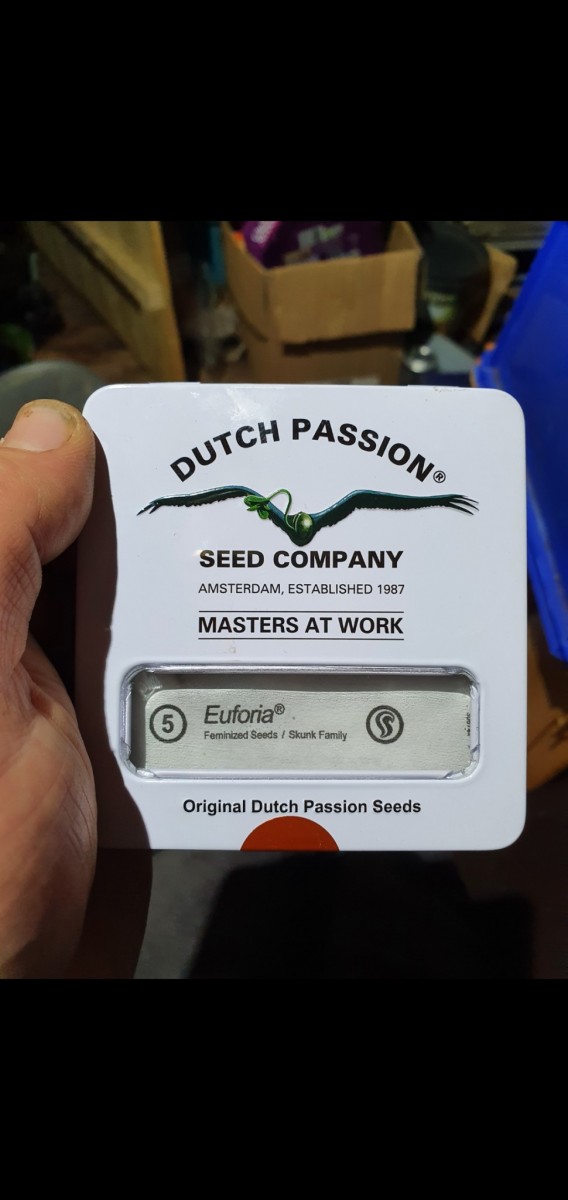 DUTCH PASSION®
SEED COMPANY
AMSTERDAM, ESTABLISHED 1987
MASTERS AT WORK
5
Euforia®
Feminized Seeds / Skunk Family
Original Dutch Passion Seeds